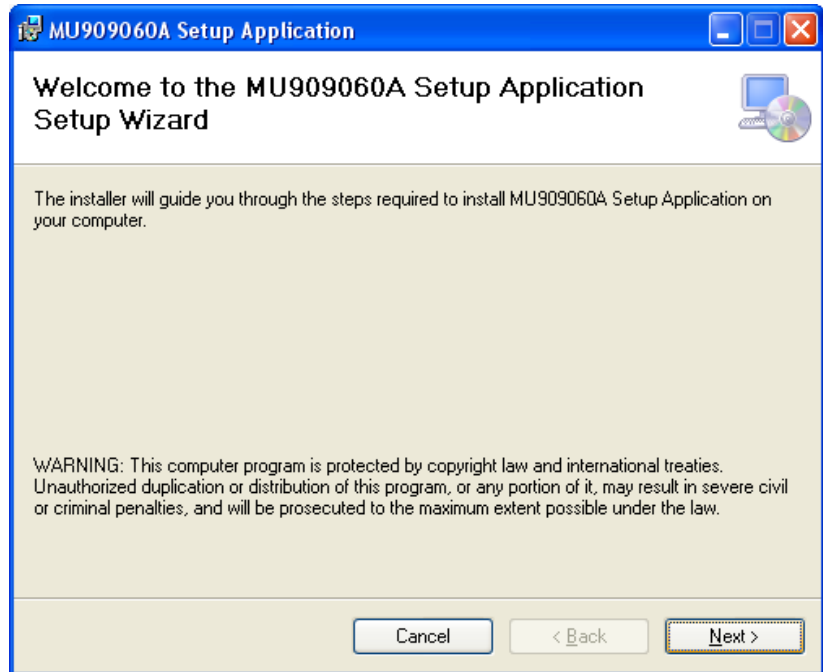 MU909060A Setup Application
Welcome to the MU909060A Setup Application
Setup Wizard
The installer will guide you through the steps required to install MU909060A Setup Application on
your computer.
WARNING: This computer program is protected by copyright law and international treaties.
Unauthorized duplication or distribution of this program, or any portion of it, may result in severe civil
or criminal penalties, and will be prosecuted to the maximum extent possible under the law.
Cancel
< Back
Next >